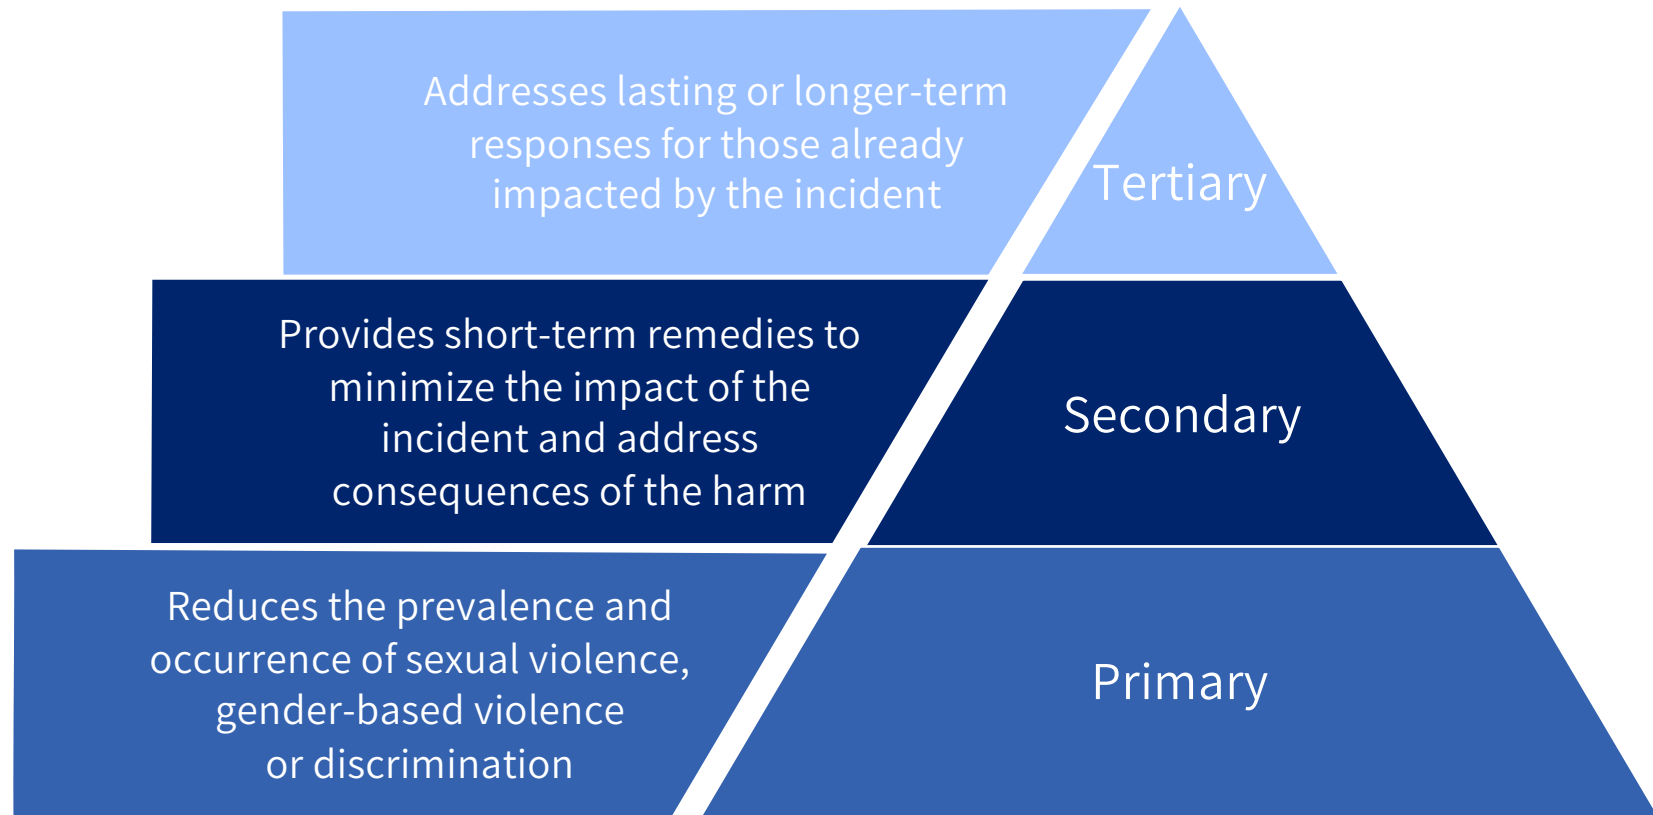 Addresses lasting or longer-term
responses for those already
impacted by the incident
Tertiary
Provides short-term remedies to
minimize the impact of the
incident and address
consequences of the harm
Secondary
Reduces the prevalence and
occurrence of sexual violence,
gender-based violence
or discrimination
Primary